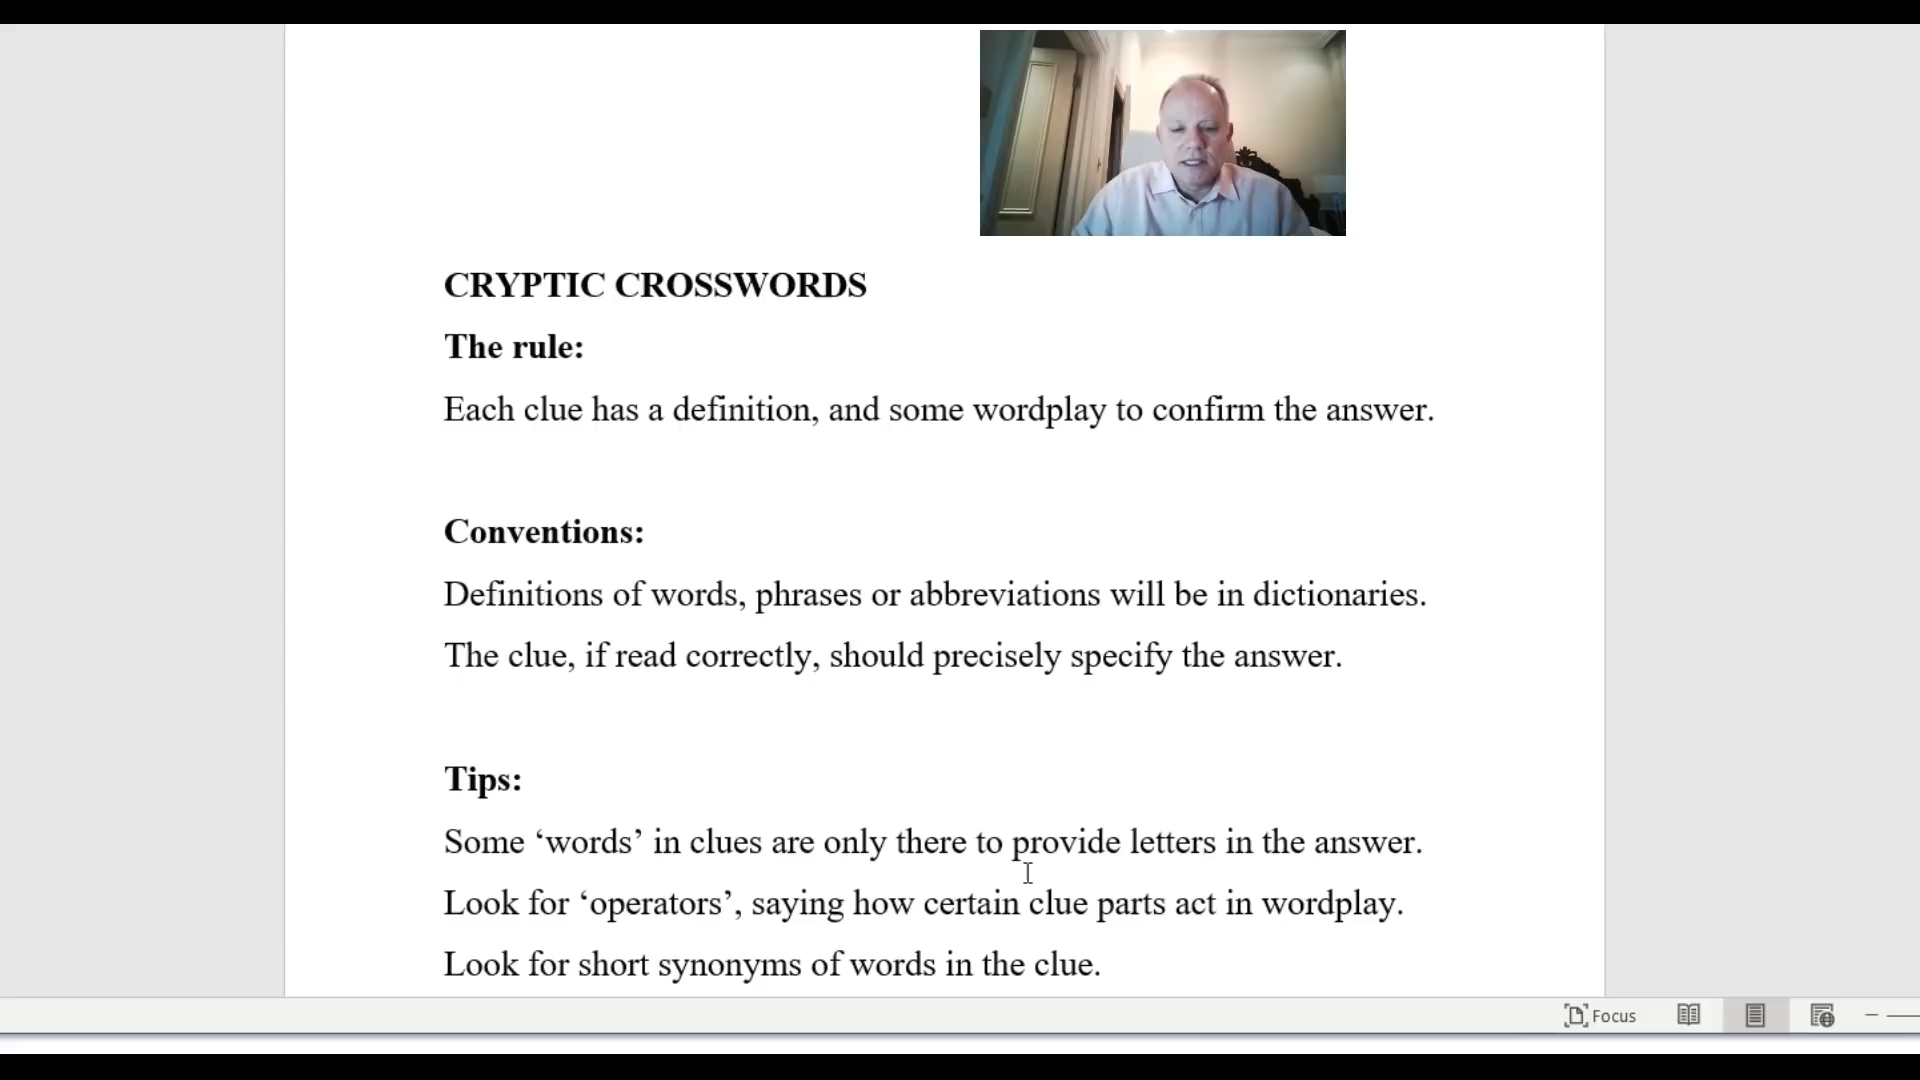 CRYPTIC CROSSWORDS
The rule:
Each clue has a definition, and some wordplay to confirm the answer.
Conventions:
Definitions of words, phrases or abbreviations will be in dictionaries.
The clue, if read correctly, should precisely specify the answer.
Tips:
Some ‘words’ in clues are only there to provide letters in the answer.
Look for ‘operators’, saying how certain clue parts act in wordplay.
Look for short synonyms of words in the clue.
Focus